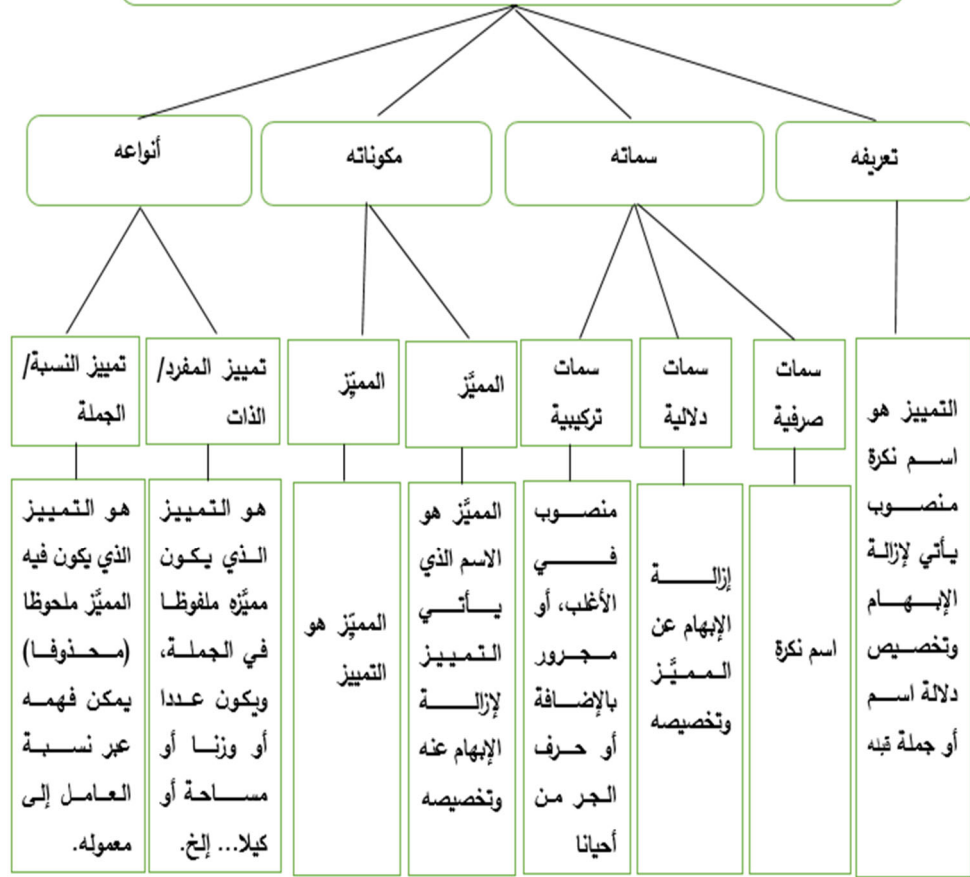 تعريفه
سماته
مكوناته
أنواعه
التمييز هو
اسم نكرة
منصوب
يأتي لإزالة
الإبهام
وتخصيص
دلالة اسم
أو جملة قبله
سمات
صرفية
اسم نكرة
سمات
دلالية
إزالة
الإبهام عن
المميَّز
وتخصيصه
سمات
تركيبية
منصوب
في
الأغلب، أو
مجرور
بالإضافة
أو حرف
الجر من
أحيانا
المميَّز
المميَّز هو
الاسم الذي
يأتي
التمييز
لإزالة
الإبهام عنه
وتخصيصه
المميِّز
المميِّز هو
التمييز
تمييز المفرد/
الذات
هو التمييز
الذي يكون
مميَّزه ملفوظا
في الجملة،
ويكون عددا
أو وزنا أو
مساحة أو
كيلا... إلخ.
تمييز النسبة/
الجملة
هو التمييز
الذي يكون فيه
المميَّز ملحوظا
(محذوفا)
يمكن فهمه
عبر نسبة
العامل إلى
معموله.